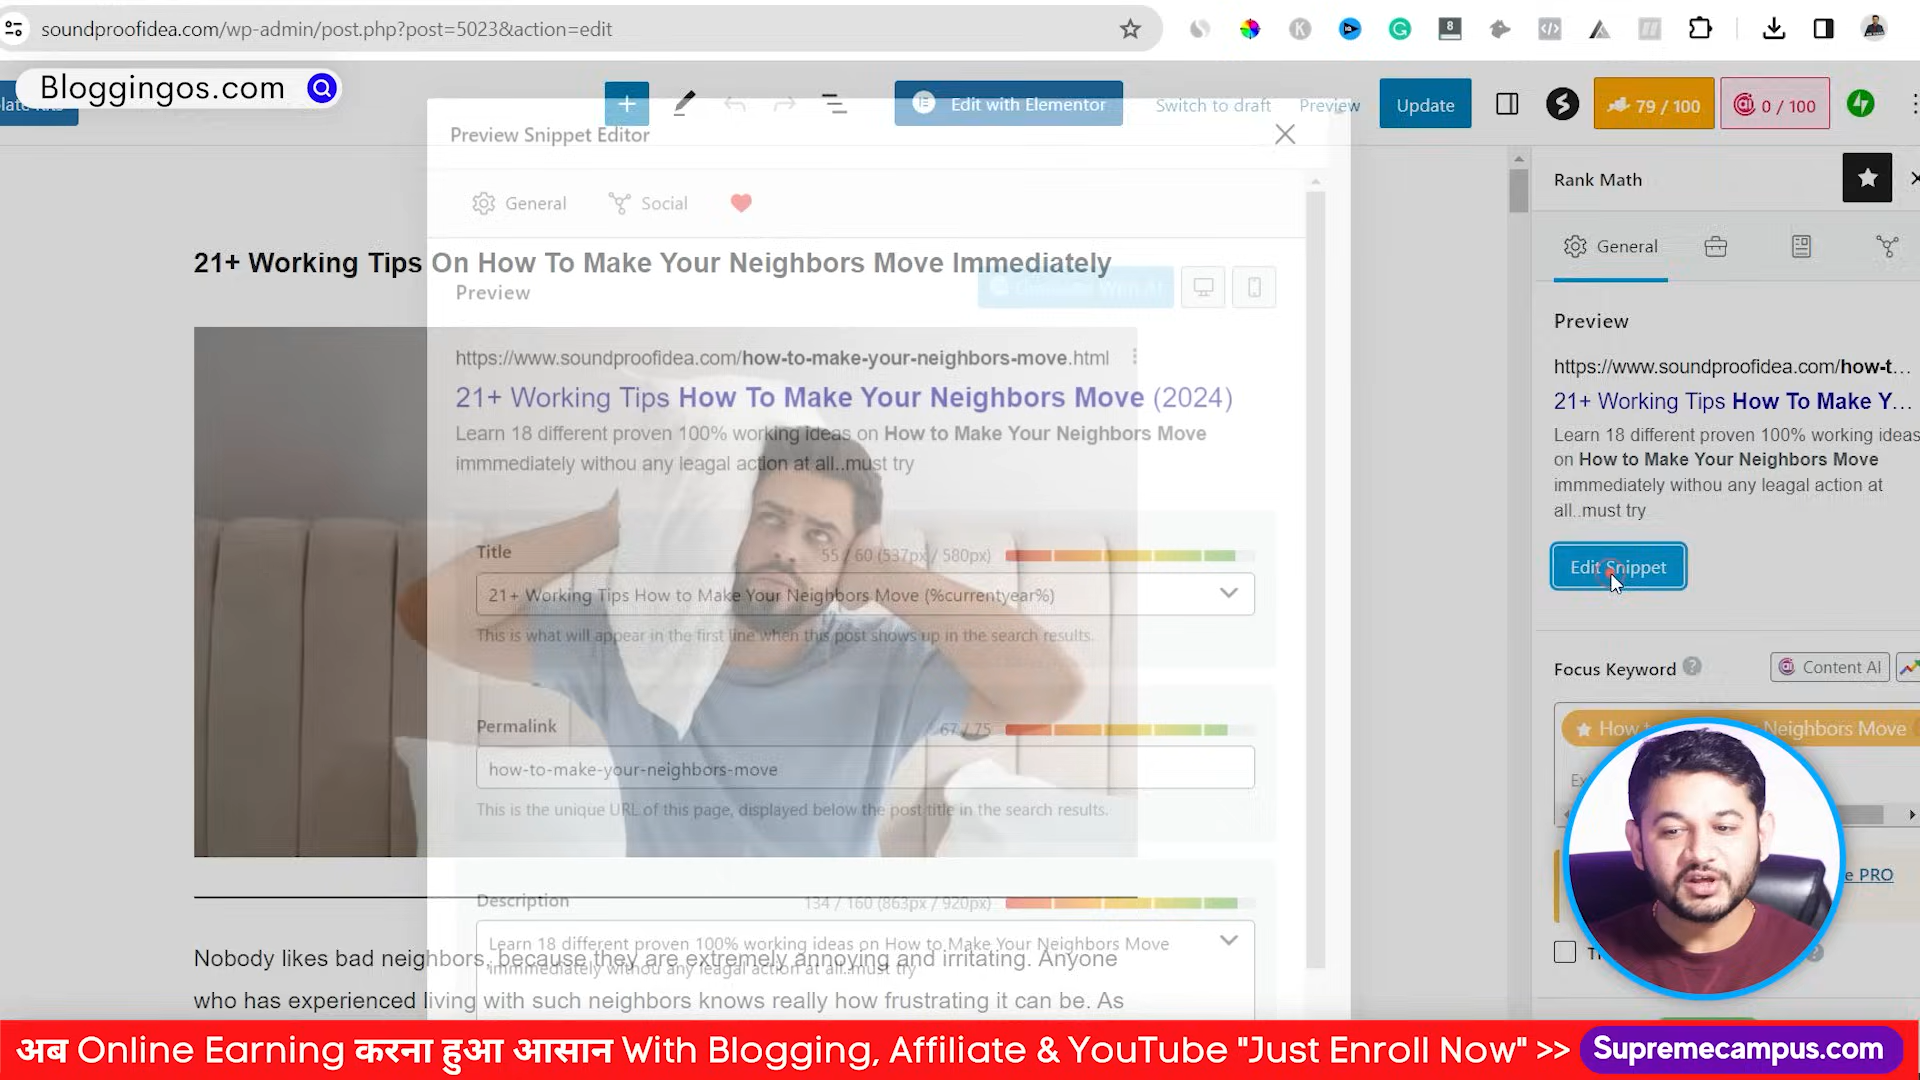 soundproofidea.com/wp-admin/post.php?post=5023&action=edit
Bloggingos.com
Edit with Elementor
Switch to draft
Preview
Update
79 / 100
0 / 100
Preview Snippet Editor
General
Social
21+ Working Tips On How To Make Your Neighbors Move Immediately
Preview
https://www.soundproofidea.com/how-to-make-your-neighbors-move.html
21+ Working Tips How To Make Your Neighbors Move (2024)
Learn 18 different proven 100% working ideas on How to Make Your Neighbors Move
immmediately withou any leagal action at all..must try
Title
55 / 60 (537px / 580px)
21+ Working Tips How to Make Your Neighbors Move (%currentyear%)
This is what will appear in the first line when this post shows up in the search results.
Permalink
67 / 75
how-to-make-your-neighbors-move
This is the unique URL of this page, displayed below the post title in the search results.
Description
134 / 160 (863px / 920px)
Learn 18 different proven 100% working ideas on How to Make Your Neighbors Move
immmediately withou any leagal action at all..must try
Nobody likes bad neighbors, because they are extremely annoying and irritating. Anyone
who has experienced living with such neighbors knows really how frustrating it can be. As
Rank Math
General
Preview
https://www.soundproofidea.com/how-t...
21+ Working Tips How To Make Y...
Learn 18 different proven 100% working ideas
on How to Make Your Neighbors Move
immmediately withou any leagal action at
all..must try
Edit Snippet
Focus Keyword
Content AI
How Neighbors Move
PRO
अब Online Earning करना हुआ आसान With Blogging, Affiliate & YouTube "Just Enroll Now" >> Supremecampus.com